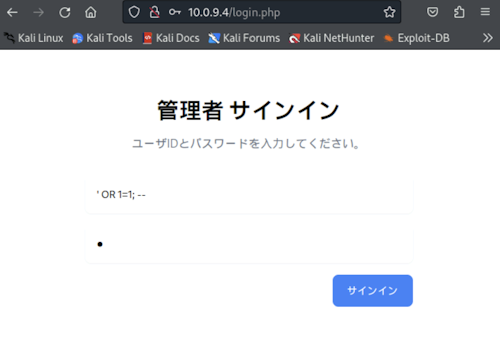 10.0.9.4/login.php
Kali Linux Kali Tools Kali Docs Kali Forums Kali NetHunter Exploit-DB
管理者 サインイン
ユーザIDとパスワードを入力してください。
' OR 1=1; --
サインイン